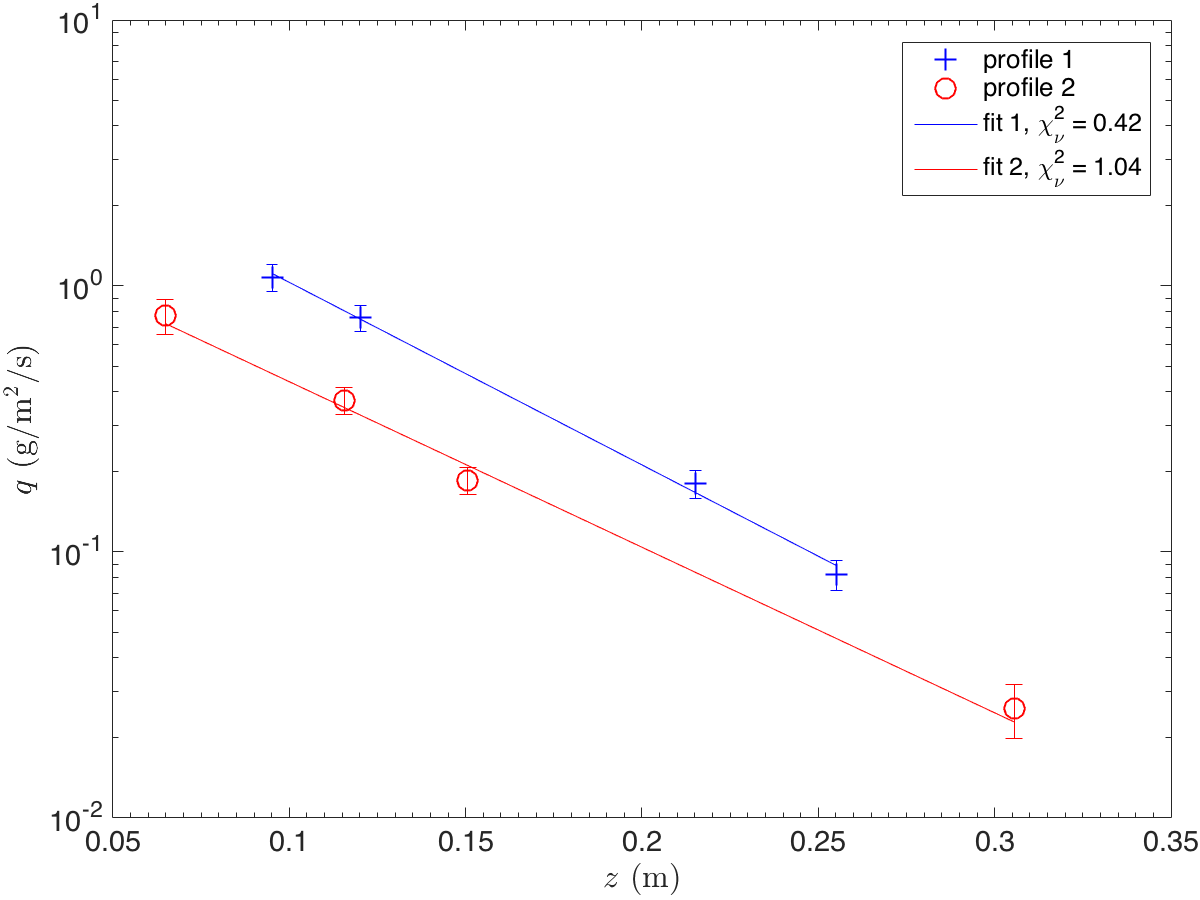 10^1
10^0
10^-1
10^-2
q (g/m^2/s)
0.05 0.1 0.15 0.2 0.25 0.3 0.35
z (m)
profile 1
profile 2
fit 1, χ_ν^2 = 0.42
fit 2, χ_ν^2 = 1.04